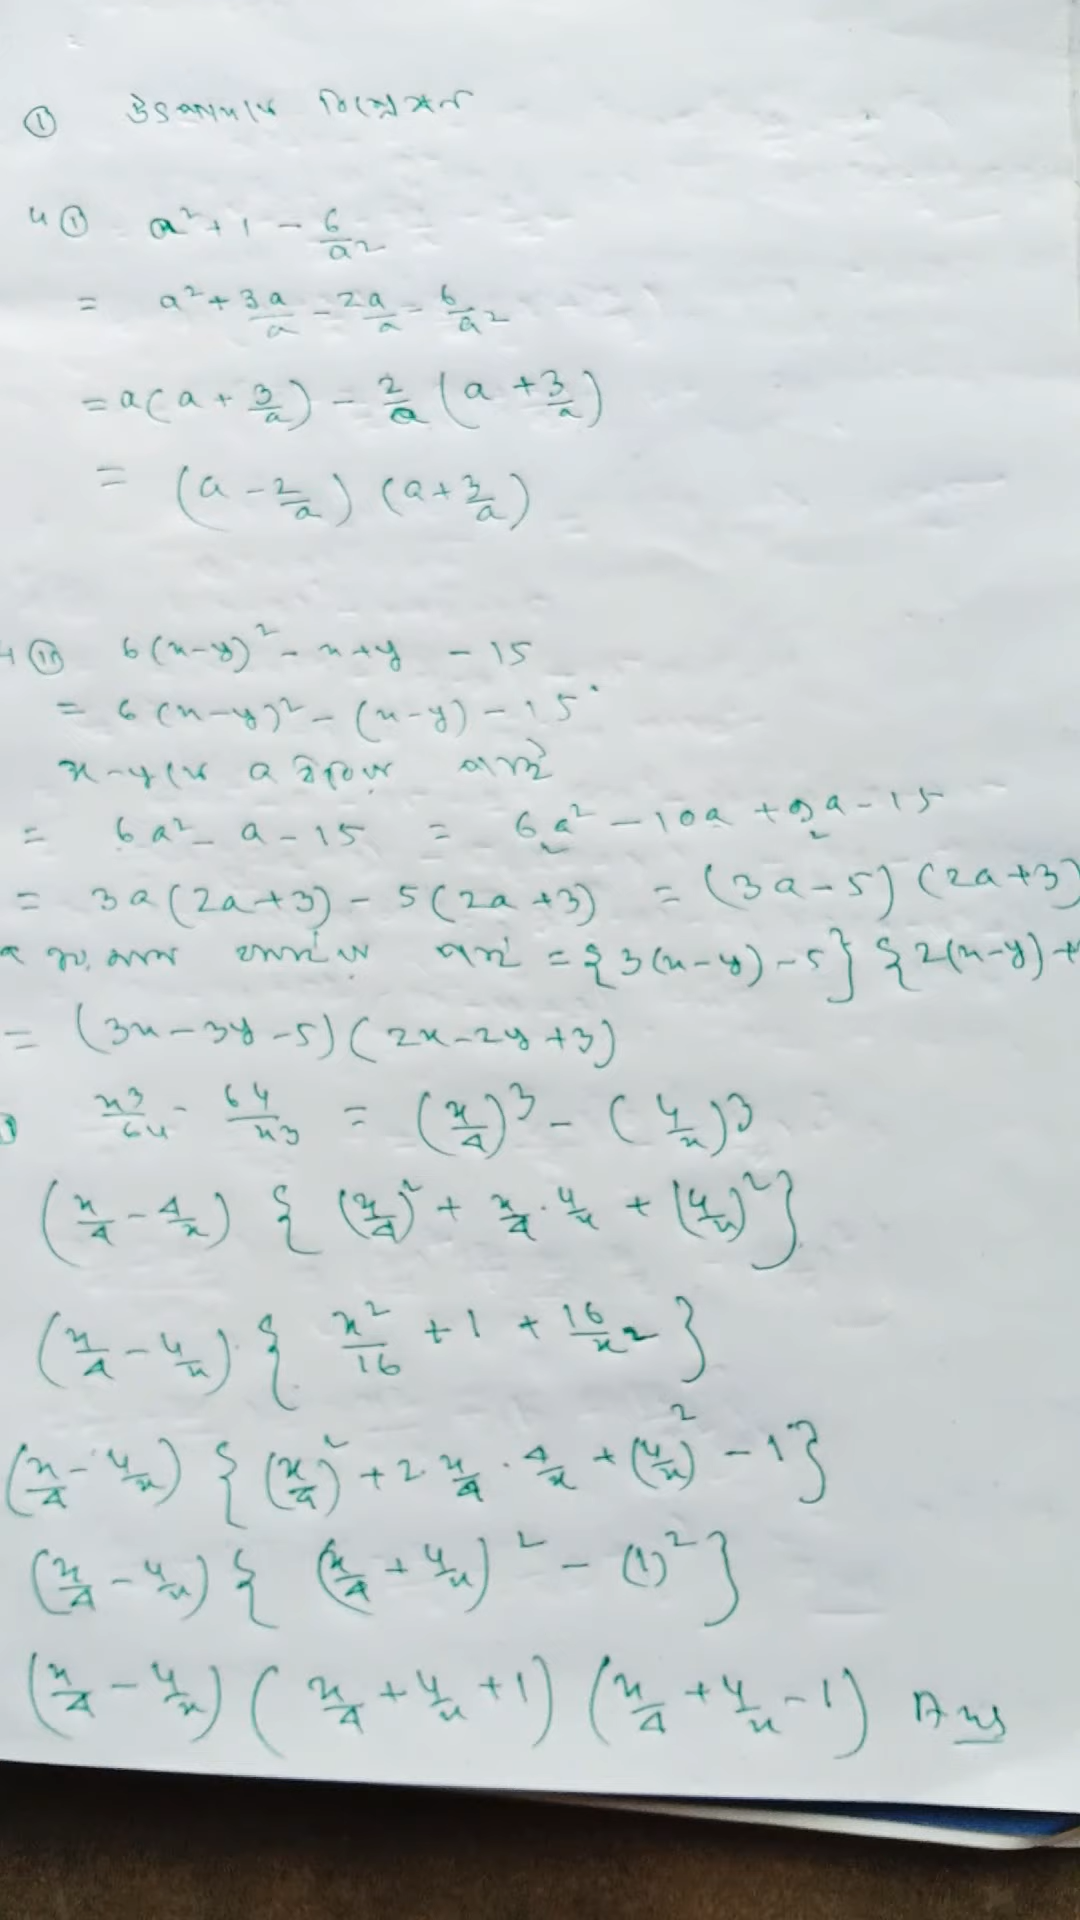 ① উৎপাদকে বিশ্লেষণ
4 ① a² + 1 - 6/a²
= a² + 3a/a - 2a/a - 6/a²
= a(a + 3/a) - 2/a (a + 3/a)
= (a - 2/a) (a + 3/a)
4 (iii) 6(x-y)² - x+y - 15
= 6(x-y)² - (x-y) - 15
x-y কে a ধরে পাই
= 6a² - a - 15 = 6a² - 10a + 9a - 15
= 3a(2a+3) - 5(2a+3) = (3a-5) (2a+3)
a এর মান বসিয়ে পাই = {3(x-y)-5} {2(x-y)+
= (3x-3y-5)(2x-2y+3)
x³/64 - 64/x³ = (x/4)³ - (4/x)³
(x/4 - 4/x) { (x/4)² + x/4 · 4/x + (4/x)² }
(x/4 - 4/x) { x²/16 + 1 + 16/x² }
(x/4 - 4/x) { (x/4)² + 2·x/4 · 4/x + (4/x)² - 1 }
(x/4 - 4/x) { (x/4 + 4/x)² - (1)² }
(x/4 - 4/x) ( x/4 + 4/x + 1) (x/4 + 4/x - 1) Ans